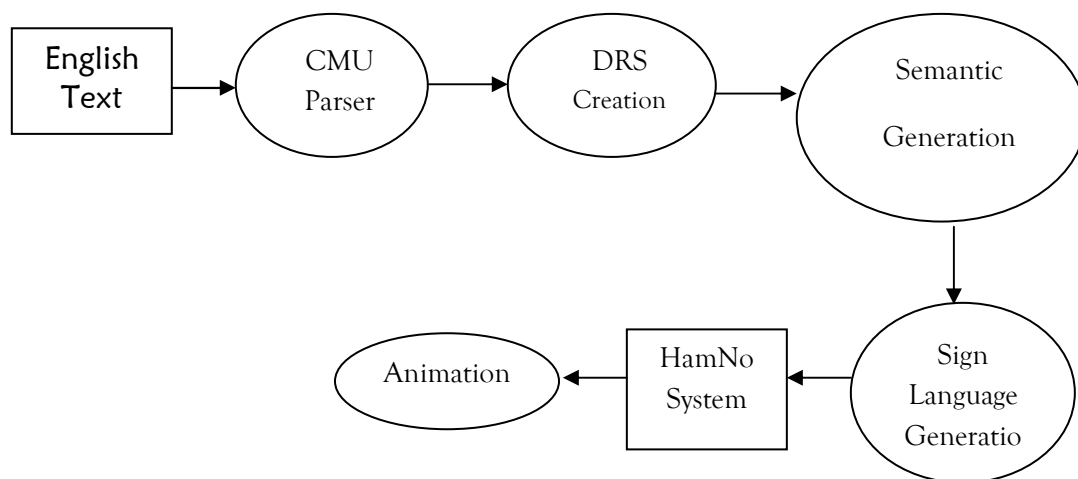 English
Text
CMU
Parser
DRS
Creation
Semantic
Generation
Sign
Language
Generatio
HamNo
System
Animation